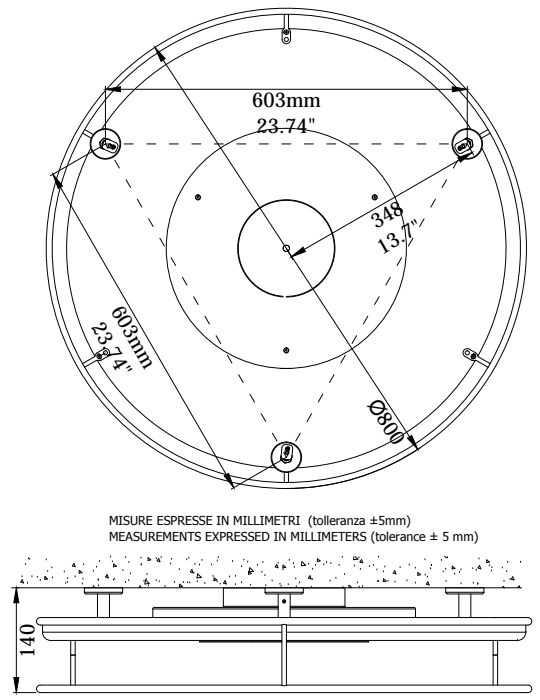 603mm
23.74"
348
13.7"
603mm
23.74"
Ø800
MISURE ESPRESSE IN MILLIMETRI (tolleranza ±5mm)
MEASUREMENTS EXPRESSED IN MILLIMETERS (tolerance ± 5 mm)
140